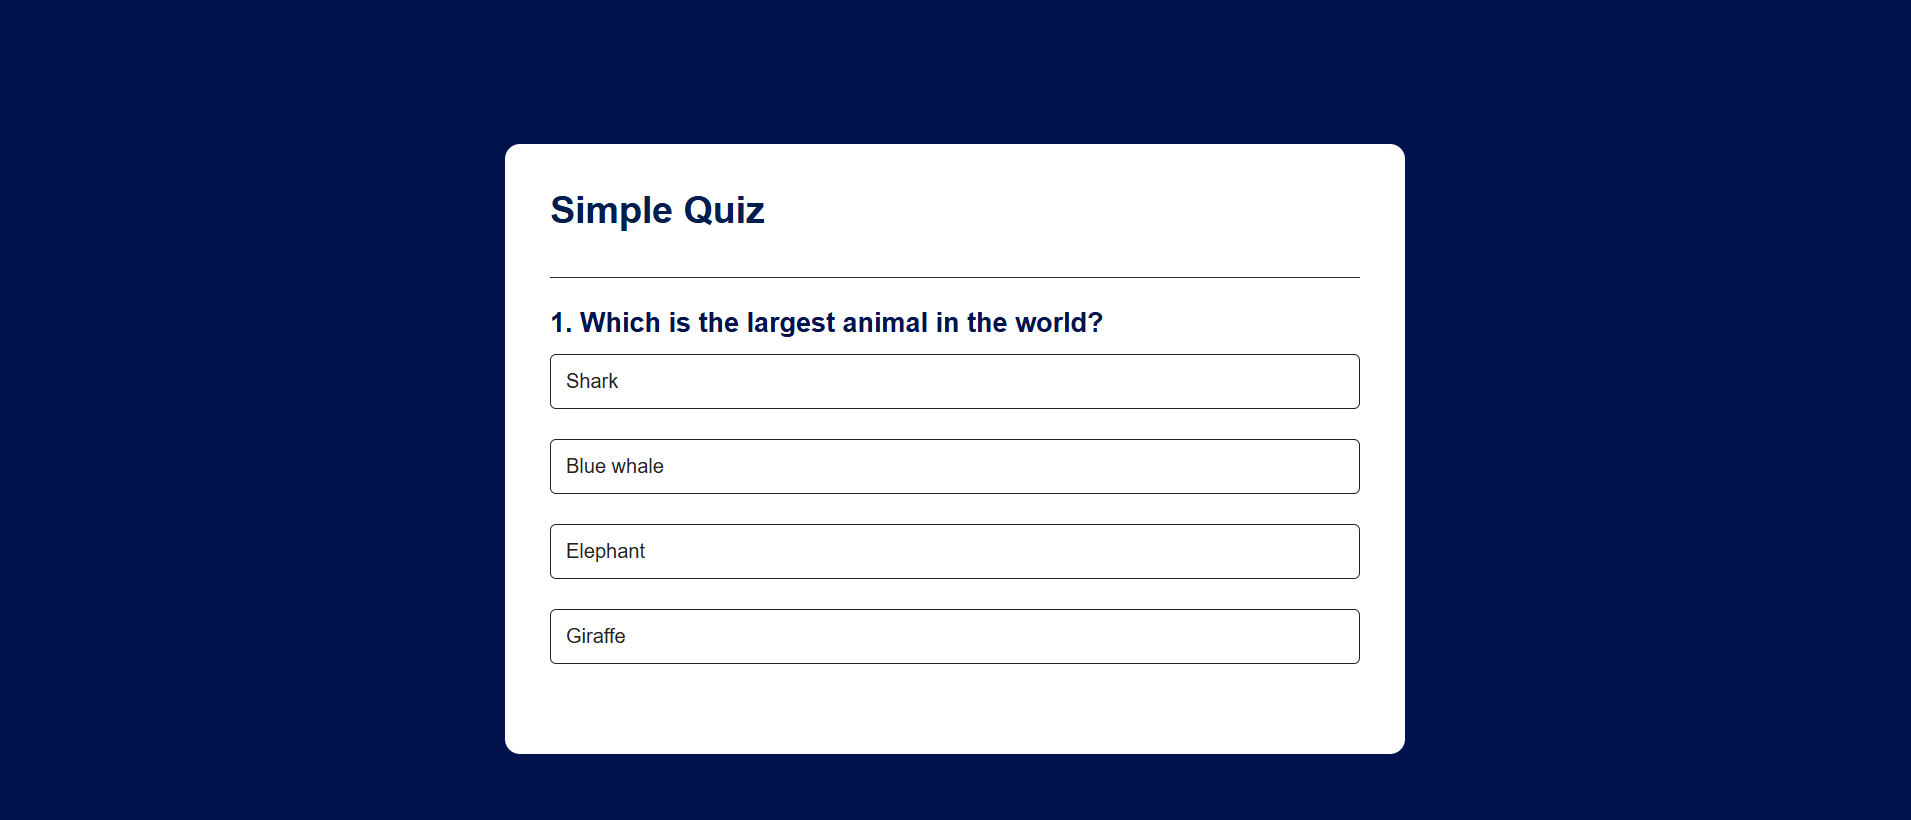 Simple Quiz
1. Which is the largest animal in the world?
Shark
Blue whale
Elephant
Giraffe